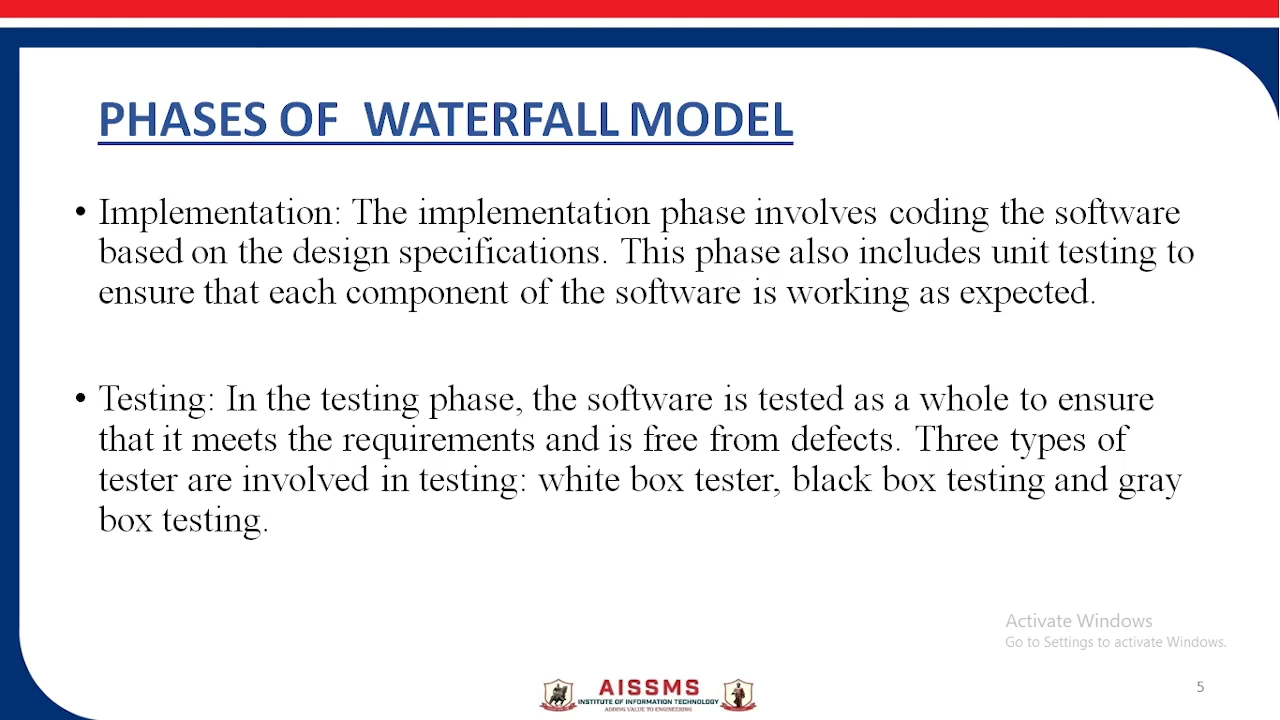 PHASES OF WATERFALL MODEL
• Implementation: The implementation phase involves coding the software
based on the design specifications. This phase also includes unit testing to
ensure that each component of the software is working as expected.
• Testing: In the testing phase, the software is tested as a whole to ensure
that it meets the requirements and is free from defects. Three types of
tester are involved in testing: white box tester, black box testing and gray
box testing.
Activate Windows
Go to Settings to activate Windows.
AISSMS
INSTITUTE OF INFORMATION TECHNOLOGY
ADDING VALUE TO ENGINEERING
5